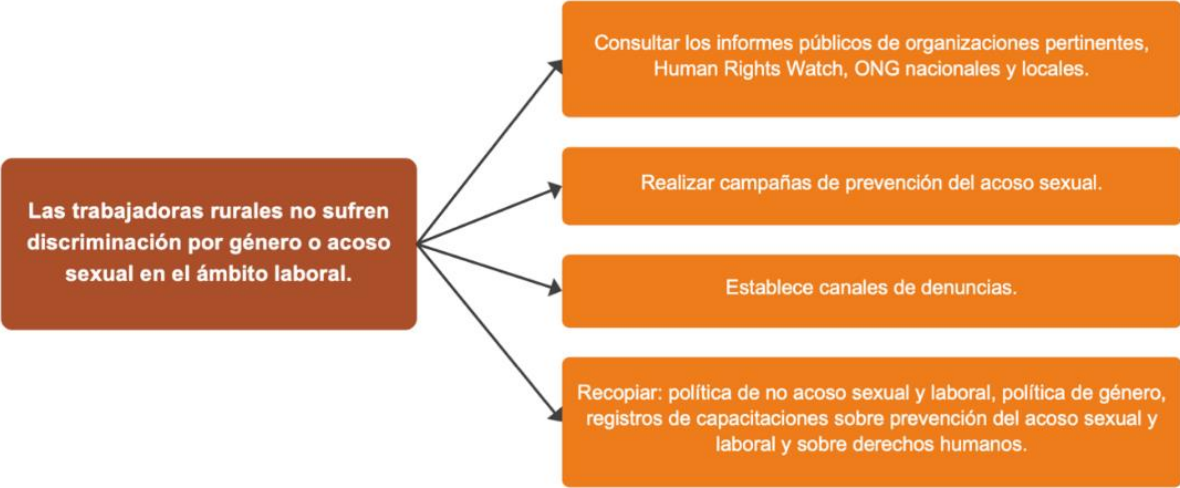 Consultar los informes públicos de organizaciones pertinentes,
Human Rights Watch, ONG nacionales y locales.
Realizar campañas de prevención del acoso sexual.
Las trabajadoras rurales no sufren
discriminación por género o acoso
sexual en el ámbito laboral.
Establece canales de denuncias.
Recopiar: política de no acoso sexual y laboral, política de género,
registros de capacitaciones sobre prevención del acoso sexual y
laboral y sobre derechos humanos.